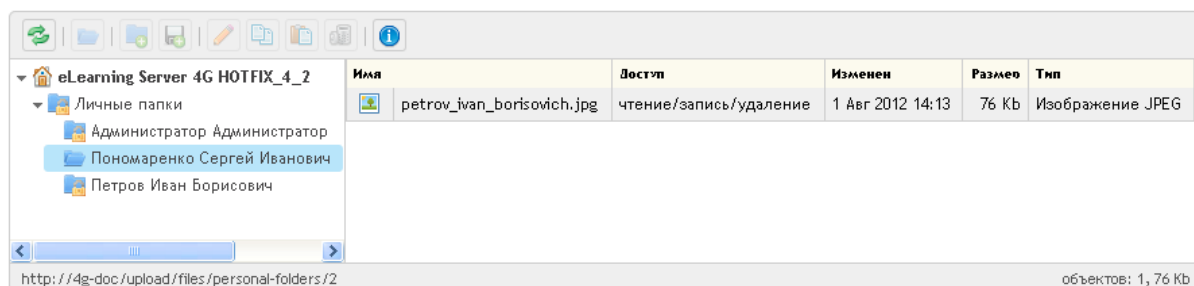 eLearning Server 4G HOTFIX_4_2
Личные папки
Администратор Администратор
Пономаренко Сергей Иванович
Петров Иван Борисович
Имя Доступ Изменен Размер Тип
petrov_ivan_borisovich.jpg чтение/запись/удаление 1 Авг 2012 14:13 76 Kb Изображение JPEG
http://4g-doc/upload/files/personal-folders/2 объектов: 1, 76 Kb